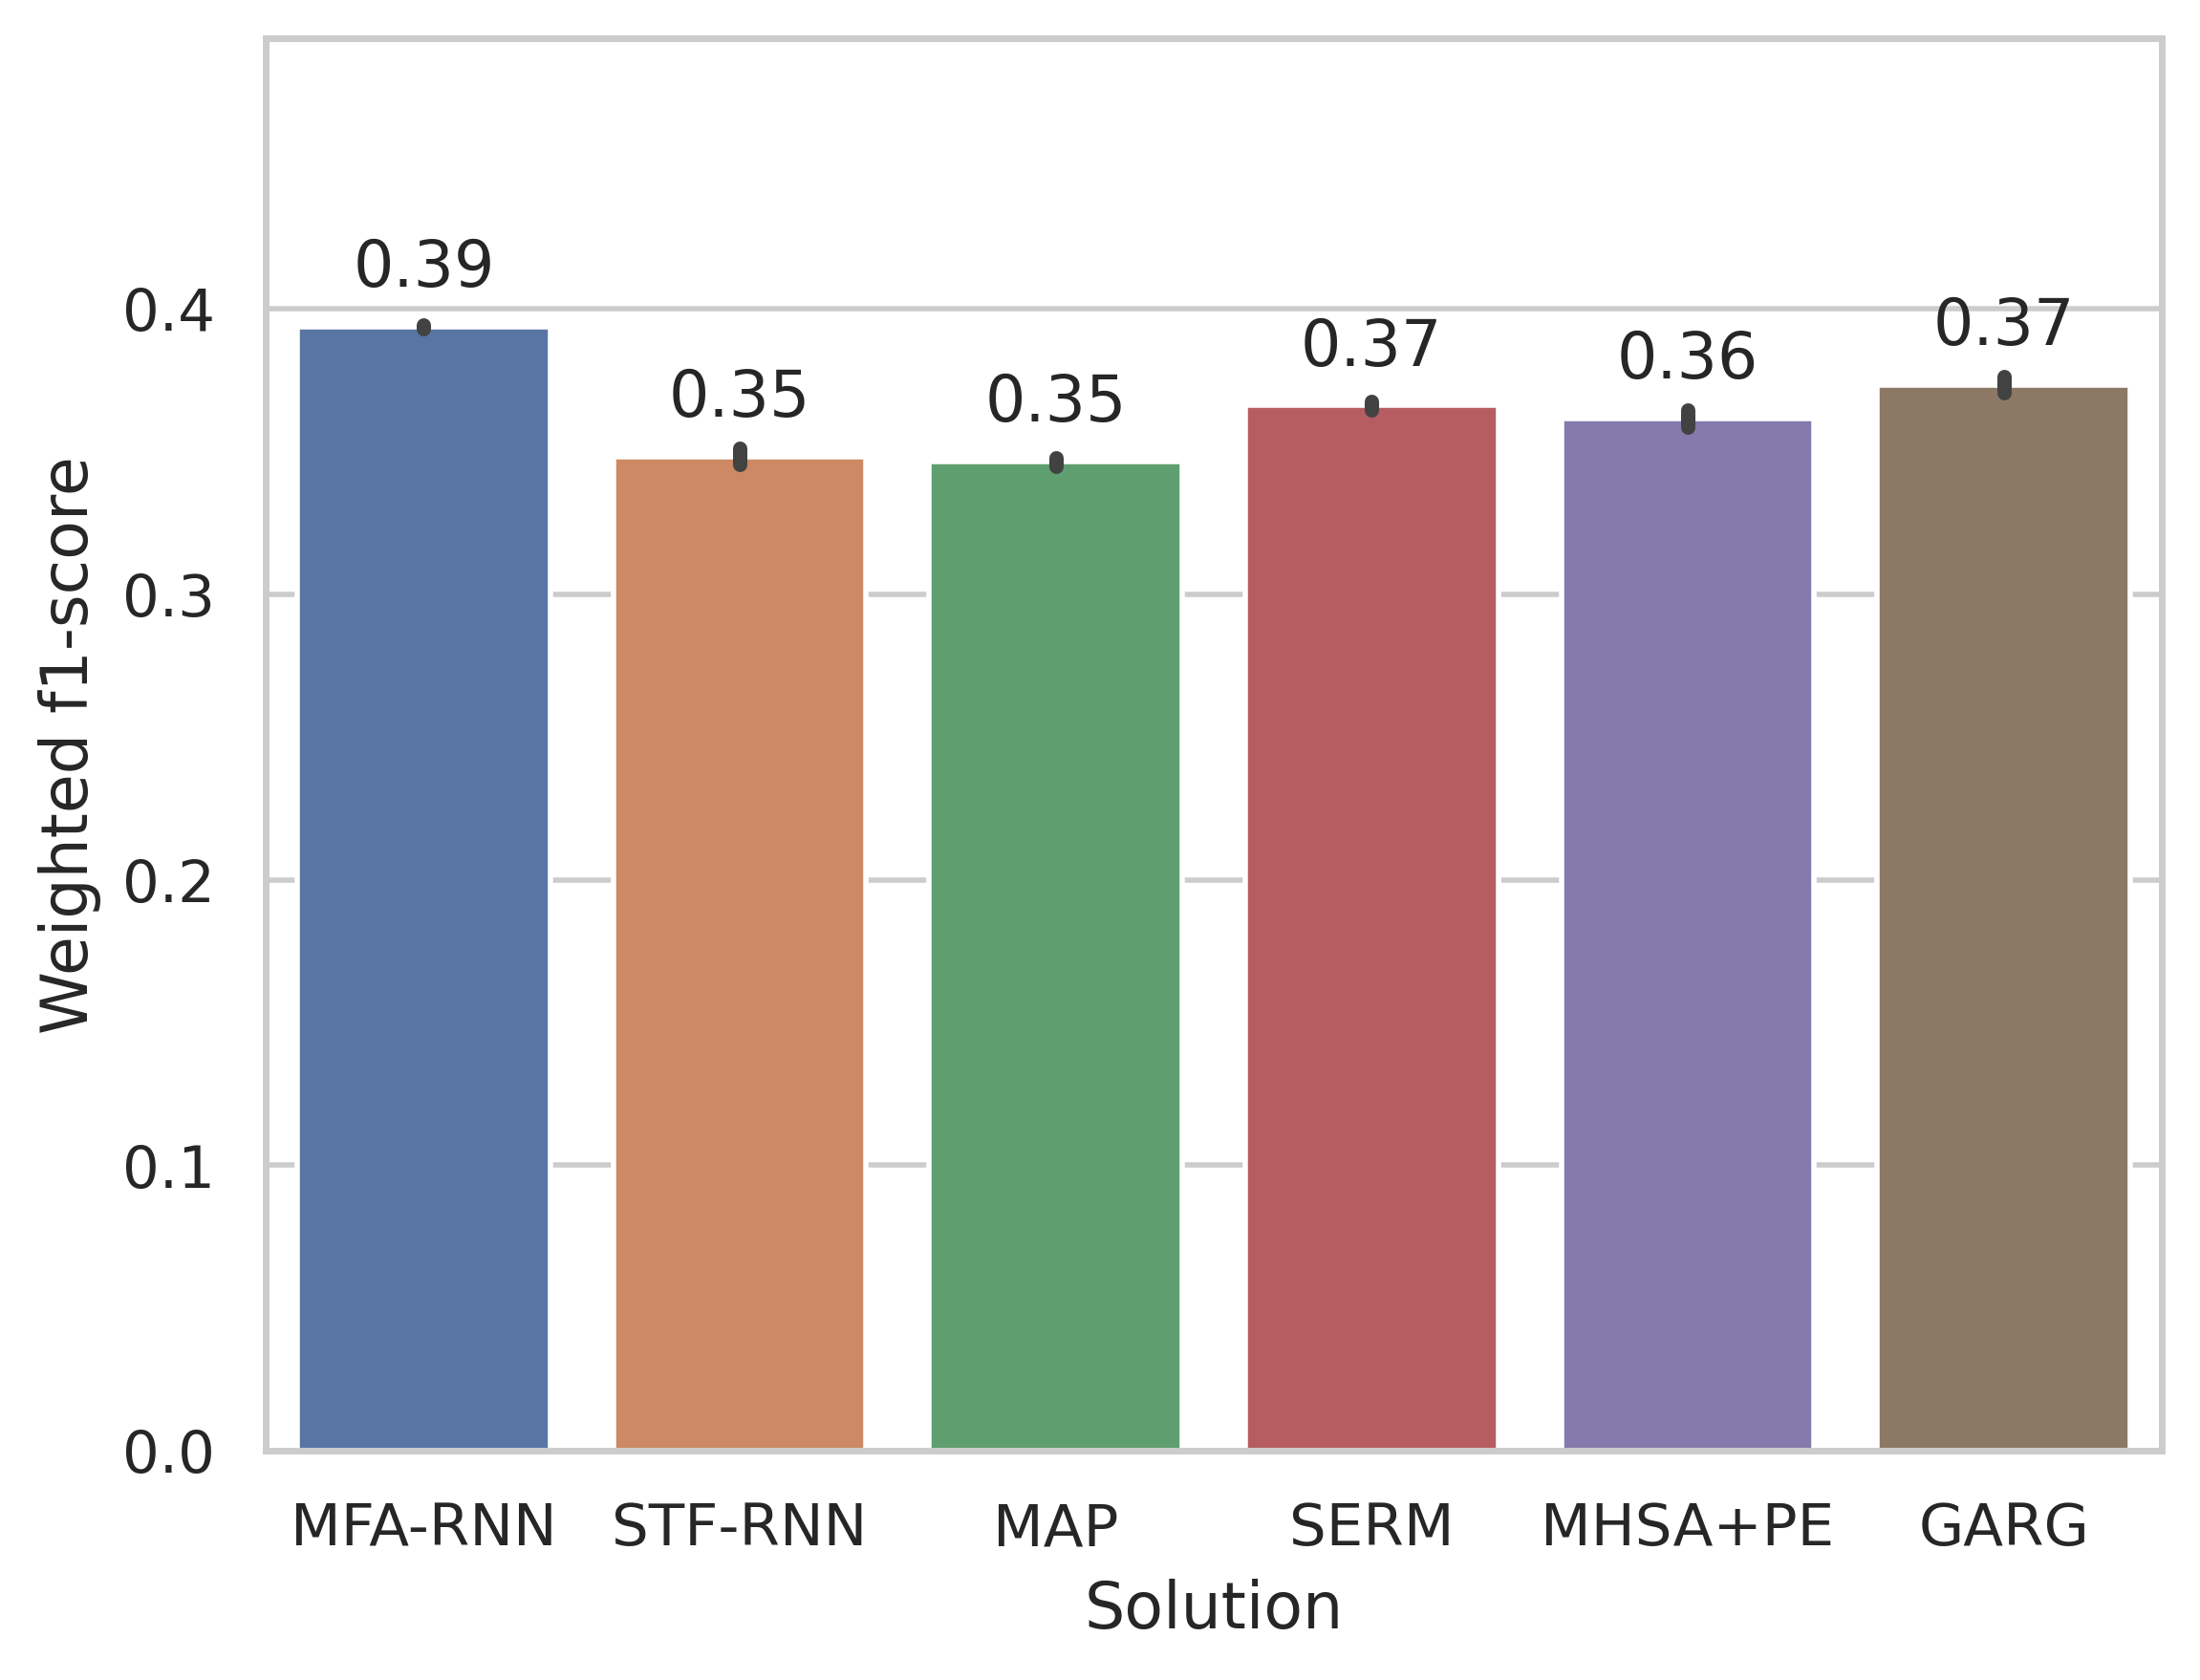 0.39
0.35
0.35
0.37
0.36
0.37
0.4
0.3
0.2
0.1
0.0
Weighted f1-score
MFA-RNN
STF-RNN
MAP
SERM
MHSA+PE
GARG
Solution